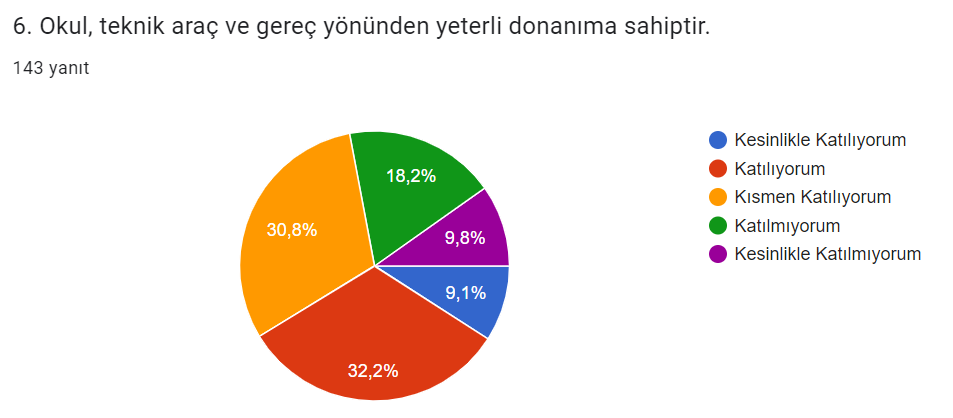 6. Okul, teknik araç ve gereç yönünden yeterli donanıma sahiptir.
143 yanıt
Kesinlikle Katılıyorum
Katılıyorum
Kısmen Katılıyorum
Katılmıyorum
Kesinlikle Katılmıyorum
18,2%
30,8%
9,8%
9,1%
32,2%